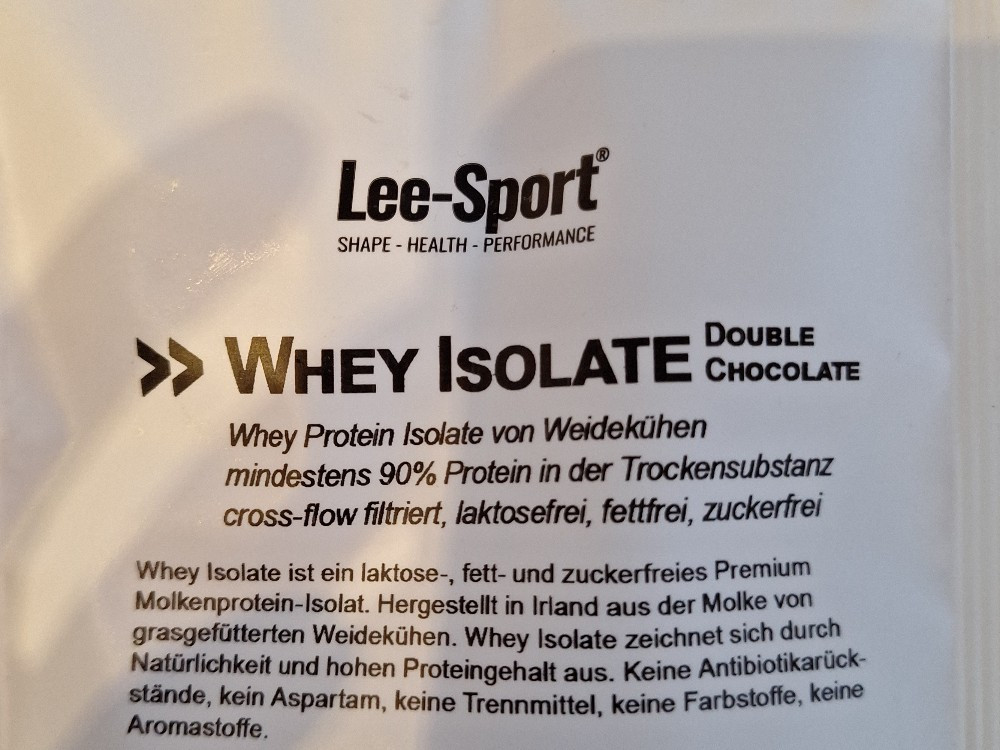 Lee-Sport®
SHAPE - HEALTH - PERFORMANCE
>> WHEY ISOLATE DOUBLE CHOCOLATE
Whey Protein Isolate von Weidekühen
mindestens 90% Protein in der Trockensubstanz
cross-flow filtriert, laktosefrei, fettfrei, zuckerfrei
Whey Isolate ist ein laktose-, fett- und zuckerfreies Premium
Molkenprotein-Isolat. Hergestellt in Irland aus der Molke von
grasgefütterten Weidekühen. Whey Isolate zeichnet sich durch
Natürlichkeit und hohen Proteingehalt aus. Keine Antibiotikarück-
stände, kein Aspartam, keine Trennmittel, keine Farbstoffe, keine
Aromastoffe.